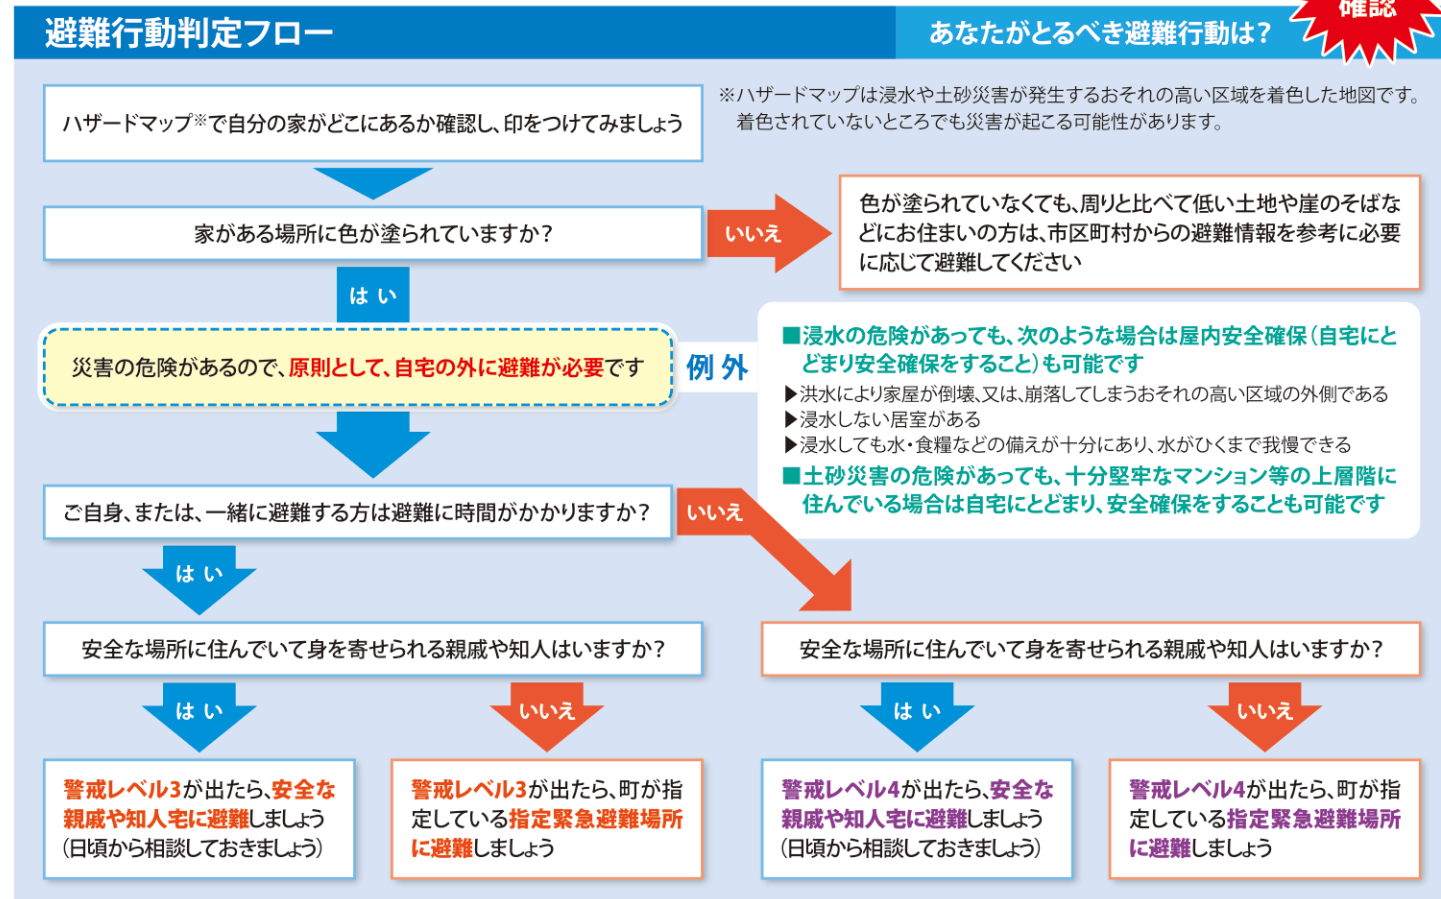 避難行動判定フロー
あなたがとるべき避難行動は？
確認
ハザードマップ※で自分の家がどこにあるか確認し、印をつけてみましょう
※ハザードマップは浸水や土砂災害が発生するおそれの高い区域を着色した地図です。
着色されていないところでも災害が起こる可能性があります。
家がある場所に色が塗られていますか？
いいえ
色が塗られていなくても、周りと比べて低い土地や崖のそばな
どにお住まいの方は、市区町村からの避難情報を参考に必要
に応じて避難してください
はい
災害の危険があるので、原則として、自宅の外に避難が必要です
例外
■浸水の危険があっても、次のような場合は屋内安全確保（自宅にと
どまり安全確保をすること）も可能です
▶洪水により家屋が倒壊、又は、崩落してしまうおそれの高い区域の外側である
▶浸水しない居室がある
▶浸水しても水・食糧などの備えが十分にあり、水がひくまで我慢できる
■土砂災害の危険があっても、十分堅牢なマンション等の上層階に
住んでいる場合は自宅にとどまり、安全確保をすることも可能です
ご自身、または、一緒に避難する方は避難に時間がかかりますか？
いいえ
はい
安全な場所に住んでいて身を寄せられる親戚や知人はいますか？
安全な場所に住んでいて身を寄せられる親戚や知人はいますか？
はい
いいえ
はい
いいえ
警戒レベル3が出たら、安全な
親戚や知人宅に避難しましょう
（日頃から相談しておきましょう）
警戒レベル3が出たら、町が指
定している指定緊急避難場所
に避難しましょう
警戒レベル4が出たら、安全な
親戚や知人宅に避難しましょう
（日頃から相談しておきましょう）
警戒レベル4が出たら、町が指
定している指定緊急避難場所
に避難しましょう